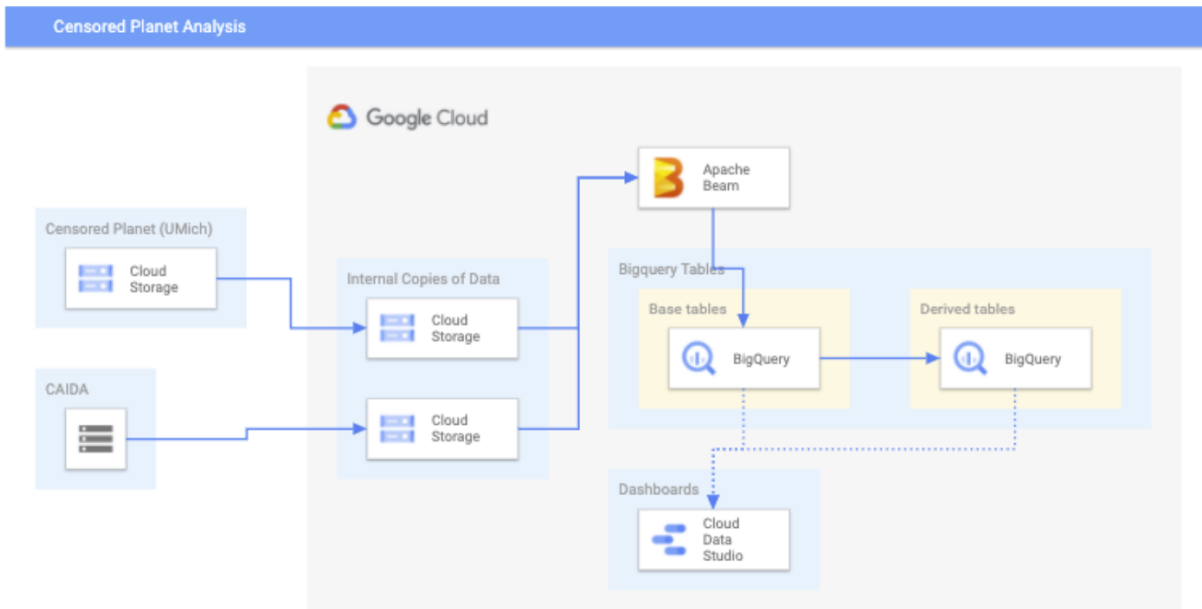 Censored Planet Analysis
Google Cloud
Apache
Beam
Censored Planet (UMich)
Cloud
Storage
Internal Copies of Data
Cloud
Storage
CAIDA
Cloud
Storage
Bigquery Tables
Base tables
BigQuery
Derived tables
BigQuery
Dashboards
Cloud
Data
Studio